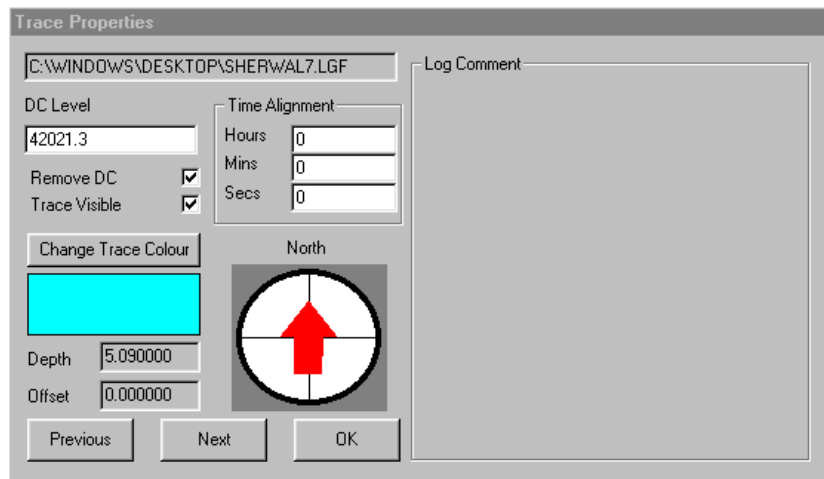 Trace Properties
C:\WINDOWS\DESKTOP\SHERWAL7.LGF
DC Level
42021.3
Remove DC
Trace Visible
Time Alignment
Hours 0
Mins 0
Secs 0
Change Trace Colour
North
Depth 5.090000
Offset 0.000000
Previous Next OK
Log Comment